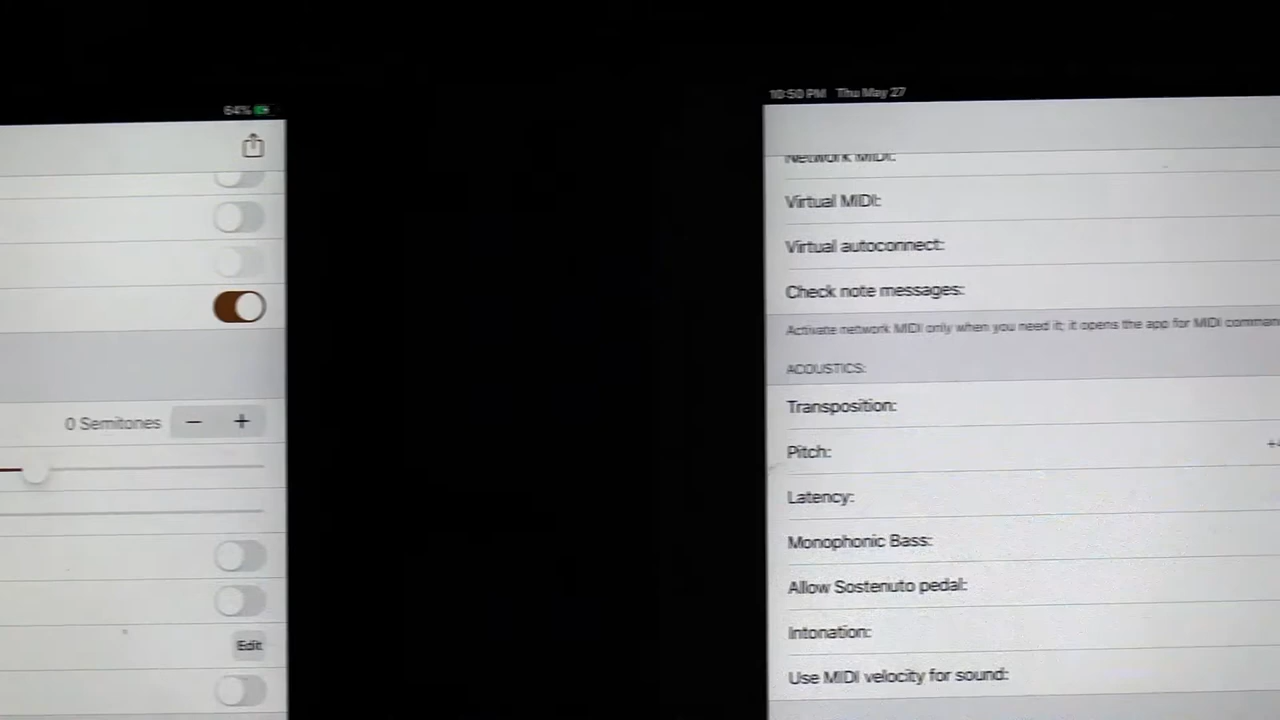 64%
0 Semitones − +
Edit
10:50 PM Thu May 27
Network MIDI:
Virtual MIDI:
Virtual autoconnect:
Check note messages:
Activate network MIDI only when you need it; it opens the app for MIDI
ACOUSTICS:
Transposition:
Pitch:
Latency:
Monophonic Bass:
Allow Sostenuto pedal:
Intonation:
Use MIDI velocity for sound: